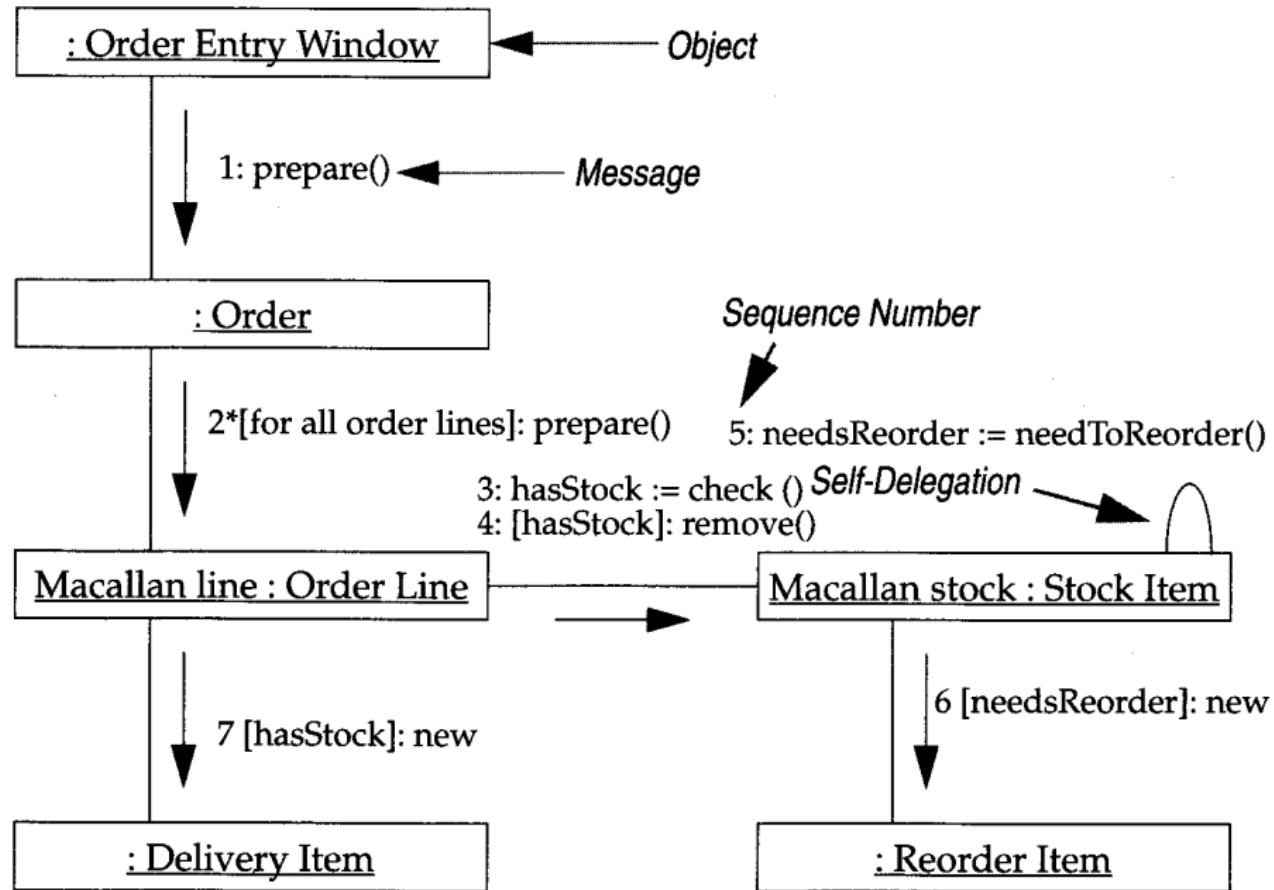 : Order Entry Window
Object
1: prepare()
Message
: Order
Sequence Number
2*[for all order lines]: prepare()
5: needsReorder := needToReorder()
3: hasStock := check ()
Self-Delegation
4: [hasStock]: remove()
Macallan line : Order Line
Macallan stock : Stock Item
7 [hasStock]: new
6 [needsReorder]: new
: Delivery Item
: Reorder Item